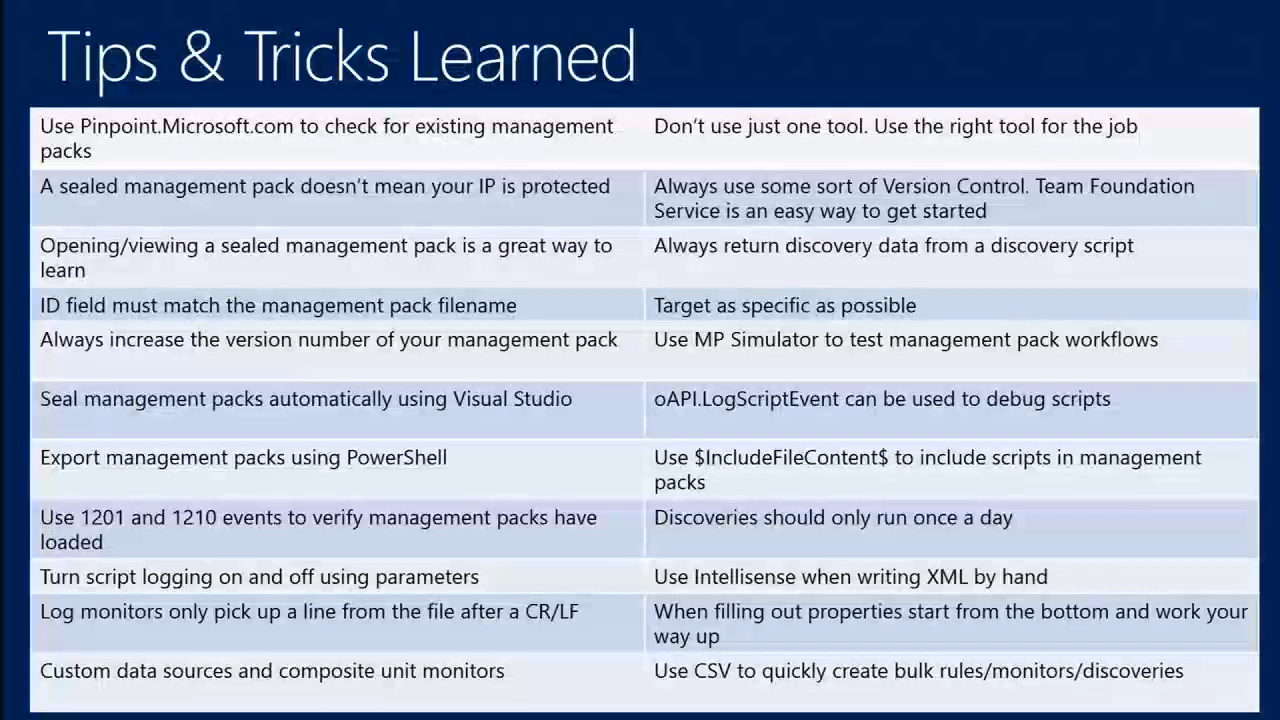 Tips & Tricks Learned
Use Pinpoint.Microsoft.com to check for existing management
packs
Don't use just one tool. Use the right tool for the job
A sealed management pack doesn't mean your IP is protected
Always use some sort of Version Control. Team Foundation
Service is an easy way to get started
Opening/viewing a sealed management pack is a great way to
learn
Always return discovery data from a discovery script
ID field must match the management pack filename
Target as specific as possible
Always increase the version number of your management pack
Use MP Simulator to test management pack workflows
Seal management packs automatically using Visual Studio
oAPI.LogScriptEvent can be used to debug scripts
Export management packs using PowerShell
Use $IncludeFileContent$ to include scripts in management
packs
Use 1201 and 1210 events to verify management packs have
loaded
Discoveries should only run once a day
Turn script logging on and off using parameters
Use Intellisense when writing XML by hand
Log monitors only pick up a line from the file after a CR/LF
When filling out properties start from the bottom and work your
way up
Custom data sources and composite unit monitors
Use CSV to quickly create bulk rules/monitors/discoveries